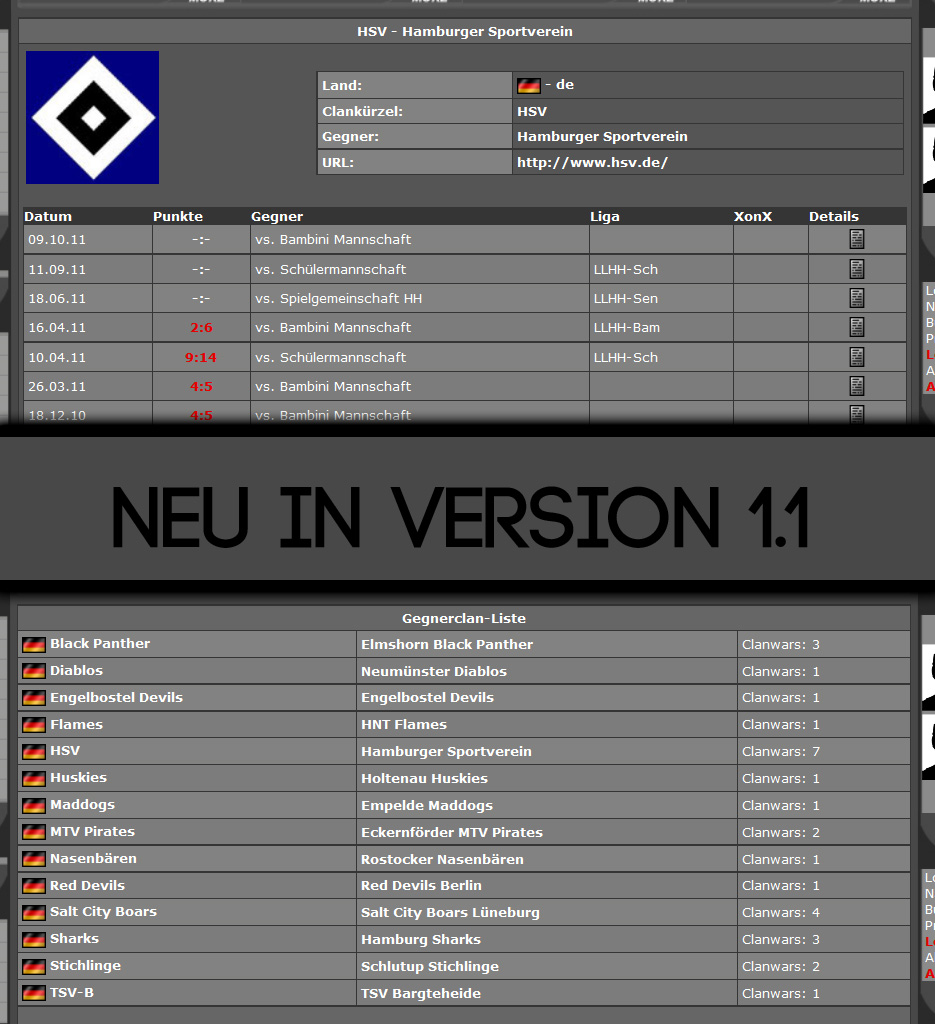 MORE MORE MORE MORE
HSV - Hamburger Sportverein
Land: - de
Clankürzel: HSV
Gegner: Hamburger Sportverein
URL: http://www.hsv.de/
Datum Punkte Gegner Liga XonX Details
09.10.11 -:- vs. Bambini Mannschaft
11.09.11 -:- vs. Schülermannschaft LLHH-Sch
18.06.11 -:- vs. Spielgemeinschaft HH LLHH-Sen
16.04.11 2:6 vs. Bambini Mannschaft LLHH-Bam
10.04.11 9:14 vs. Schülermannschaft LLHH-Sch
26.03.11 4:5 vs. Bambini Mannschaft
18.12.10 4:5 vs. Bambini Mannschaft
NEU IN VERSION 1.1
Gegnerclan-Liste
Black Panther Elmshorn Black Panther Clanwars: 3
Diablos Neumünster Diablos Clanwars: 1
Engelbostel Devils Engelbostel Devils Clanwars: 1
Flames HNT Flames Clanwars: 1
HSV Hamburger Sportverein Clanwars: 7
Huskies Holtenau Huskies Clanwars: 1
Maddogs Empelde Maddogs Clanwars: 1
MTV Pirates Eckernförder MTV Pirates Clanwars: 2
Nasenbären Rostocker Nasenbären Clanwars: 1
Red Devils Red Devils Berlin Clanwars: 1
Salt City Boars Salt City Boars Lüneburg Clanwars: 4
Sharks Hamburg Sharks Clanwars: 3
Stichlinge Schlutup Stichlinge Clanwars: 2
TSV-B TSV Bargteheide Clanwars: 1